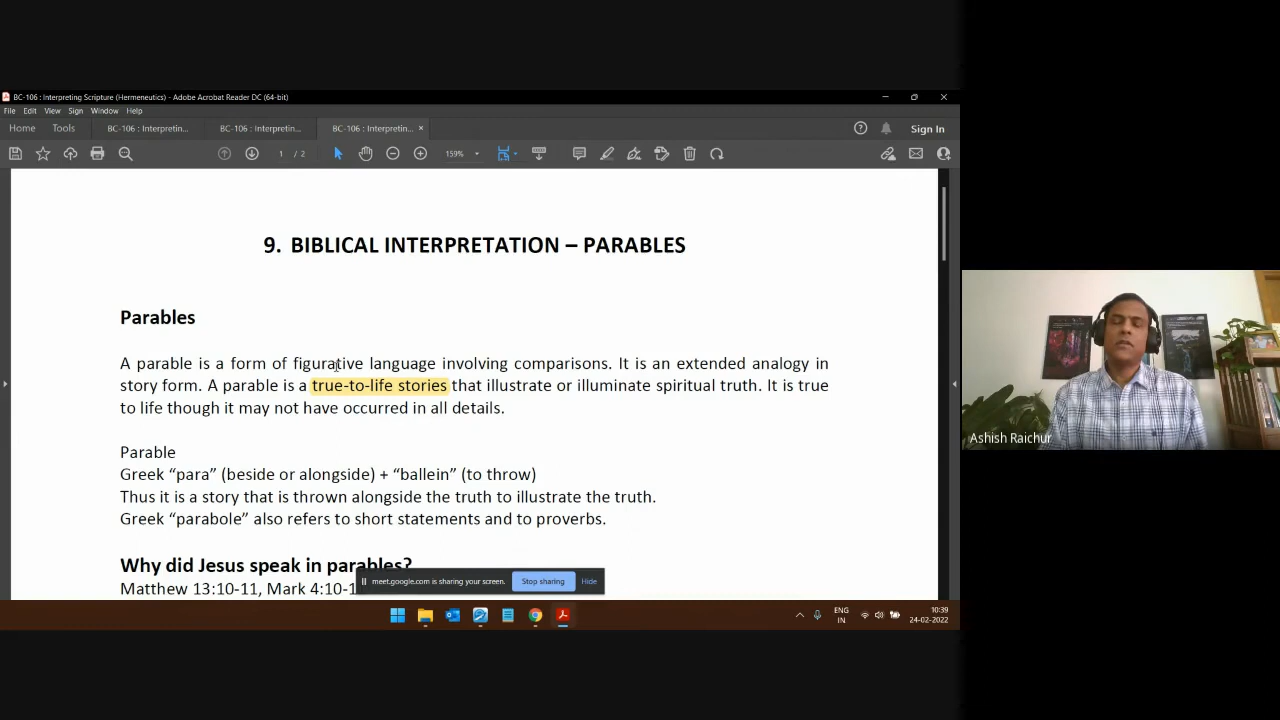 BC-106 : Interpreting Scripture (Hermeneutics) - Adobe Acrobat Reader DC (64-bit)
File Edit View Sign Window Help
Home Tools BC-106 : Interpretin... BC-106 : Interpretin... BC-106 : Interpretin... × Sign In
1 / 2 159%
9. BIBLICAL INTERPRETATION – PARABLES
Parables
A parable is a form of figurative language involving comparisons. It is an extended analogy in
story form. A parable is a true-to-life stories that illustrate or illuminate spiritual truth. It is true
to life though it may not have occurred in all details.
Parable
Greek “para” (beside or alongside) + “ballein” (to throw)
Thus it is a story that is thrown alongside the truth to illustrate the truth.
Greek “parabole” also refers to short statements and to proverbs.
Why did Jesus speak in parables?
Matthew 13:10-11, Mark 4:10-1
meet.google.com is sharing your screen. Stop sharing Hide
Ashish Raichur
ENG
IN
10:39
24-02-2022